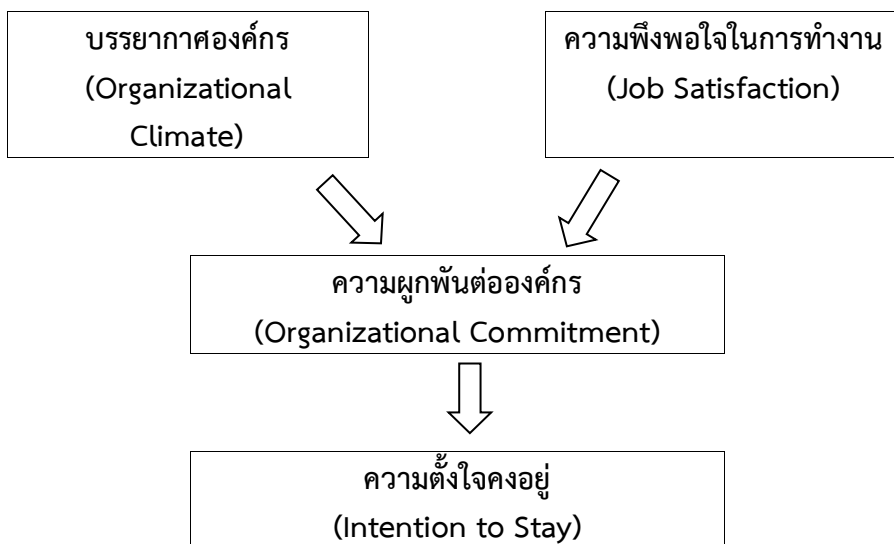 บรรยากาศองค์กร
(Organizational
Climate)
ความพึงพอใจในการทำงาน
(Job Satisfaction)
ความผูกพันต่อองค์กร
(Organizational Commitment)
ความตั้งใจคงอยู่
(Intention to Stay)